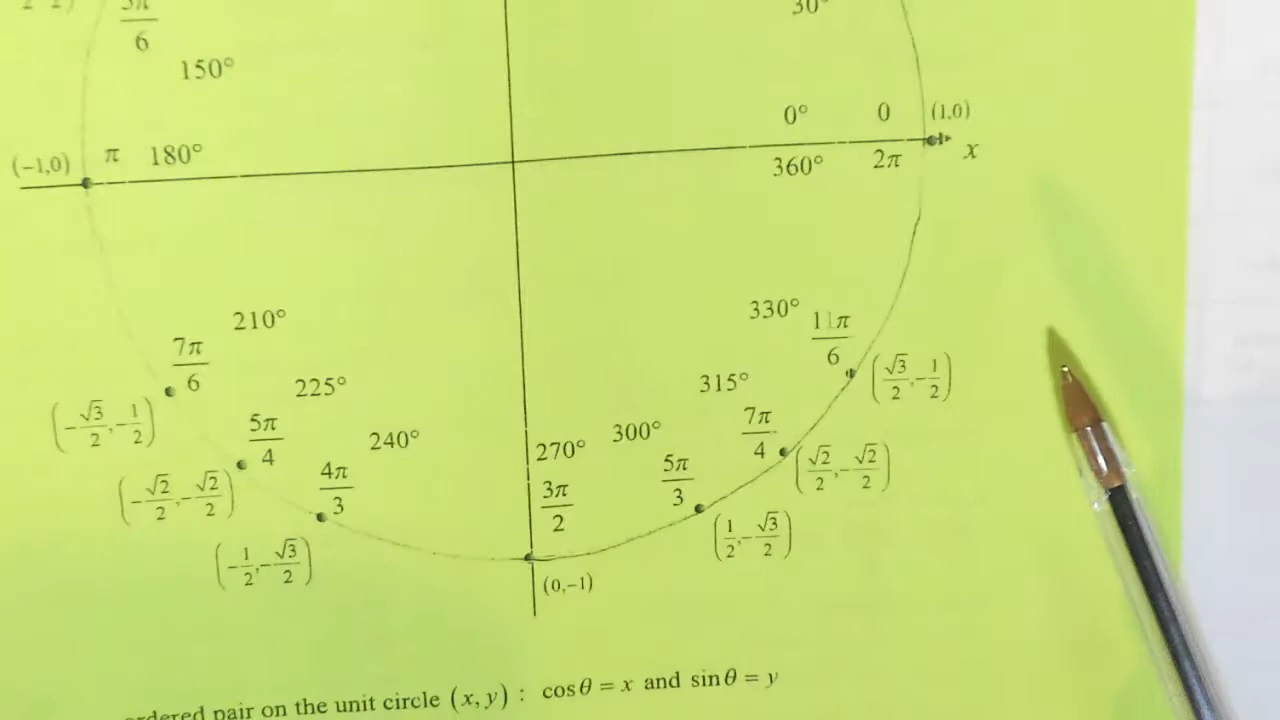 6
30°
150°
0° 0 (1,0)
(−1,0) π 180°
360° 2π x
210°
7π/6
(−√3/2, −1/2)
225°
5π/4
(−√2/2, −√2/2)
240°
4π/3
(−1/2, −√3/2)
270°
3π/2
(0,−1)
300°
5π/3
(1/2, −√3/2)
315°
7π/4
(√2/2, −√2/2)
330°
11π/6
(√3/2, −1/2)
ordered pair on the unit circle (x, y) : cosθ = x and sinθ = y